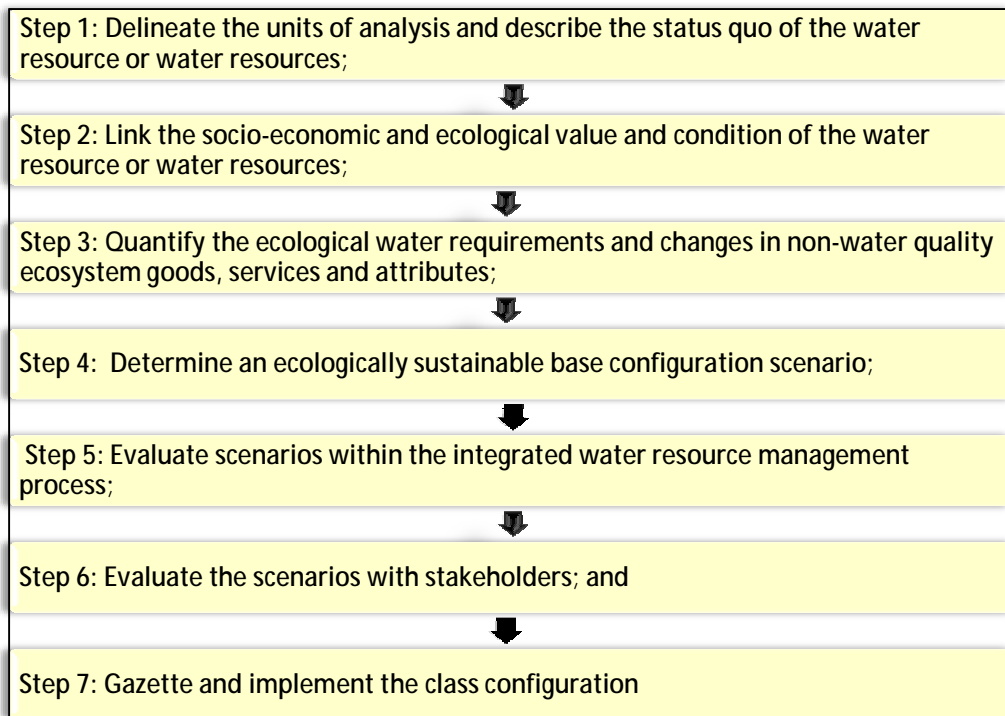 Step 1: Delineate the units of analysis and describe the status quo of the water
resource or water resources;
Step 2: Link the socio-economic and ecological value and condition of the water
resource or water resources;
Step 3: Quantify the ecological water requirements and changes in non-water quality
ecosystem goods, services and attributes;
Step 4: Determine an ecologically sustainable base configuration scenario;
Step 5: Evaluate scenarios within the integrated water resource management
process;
Step 6: Evaluate the scenarios with stakeholders; and
Step 7: Gazette and implement the class configuration